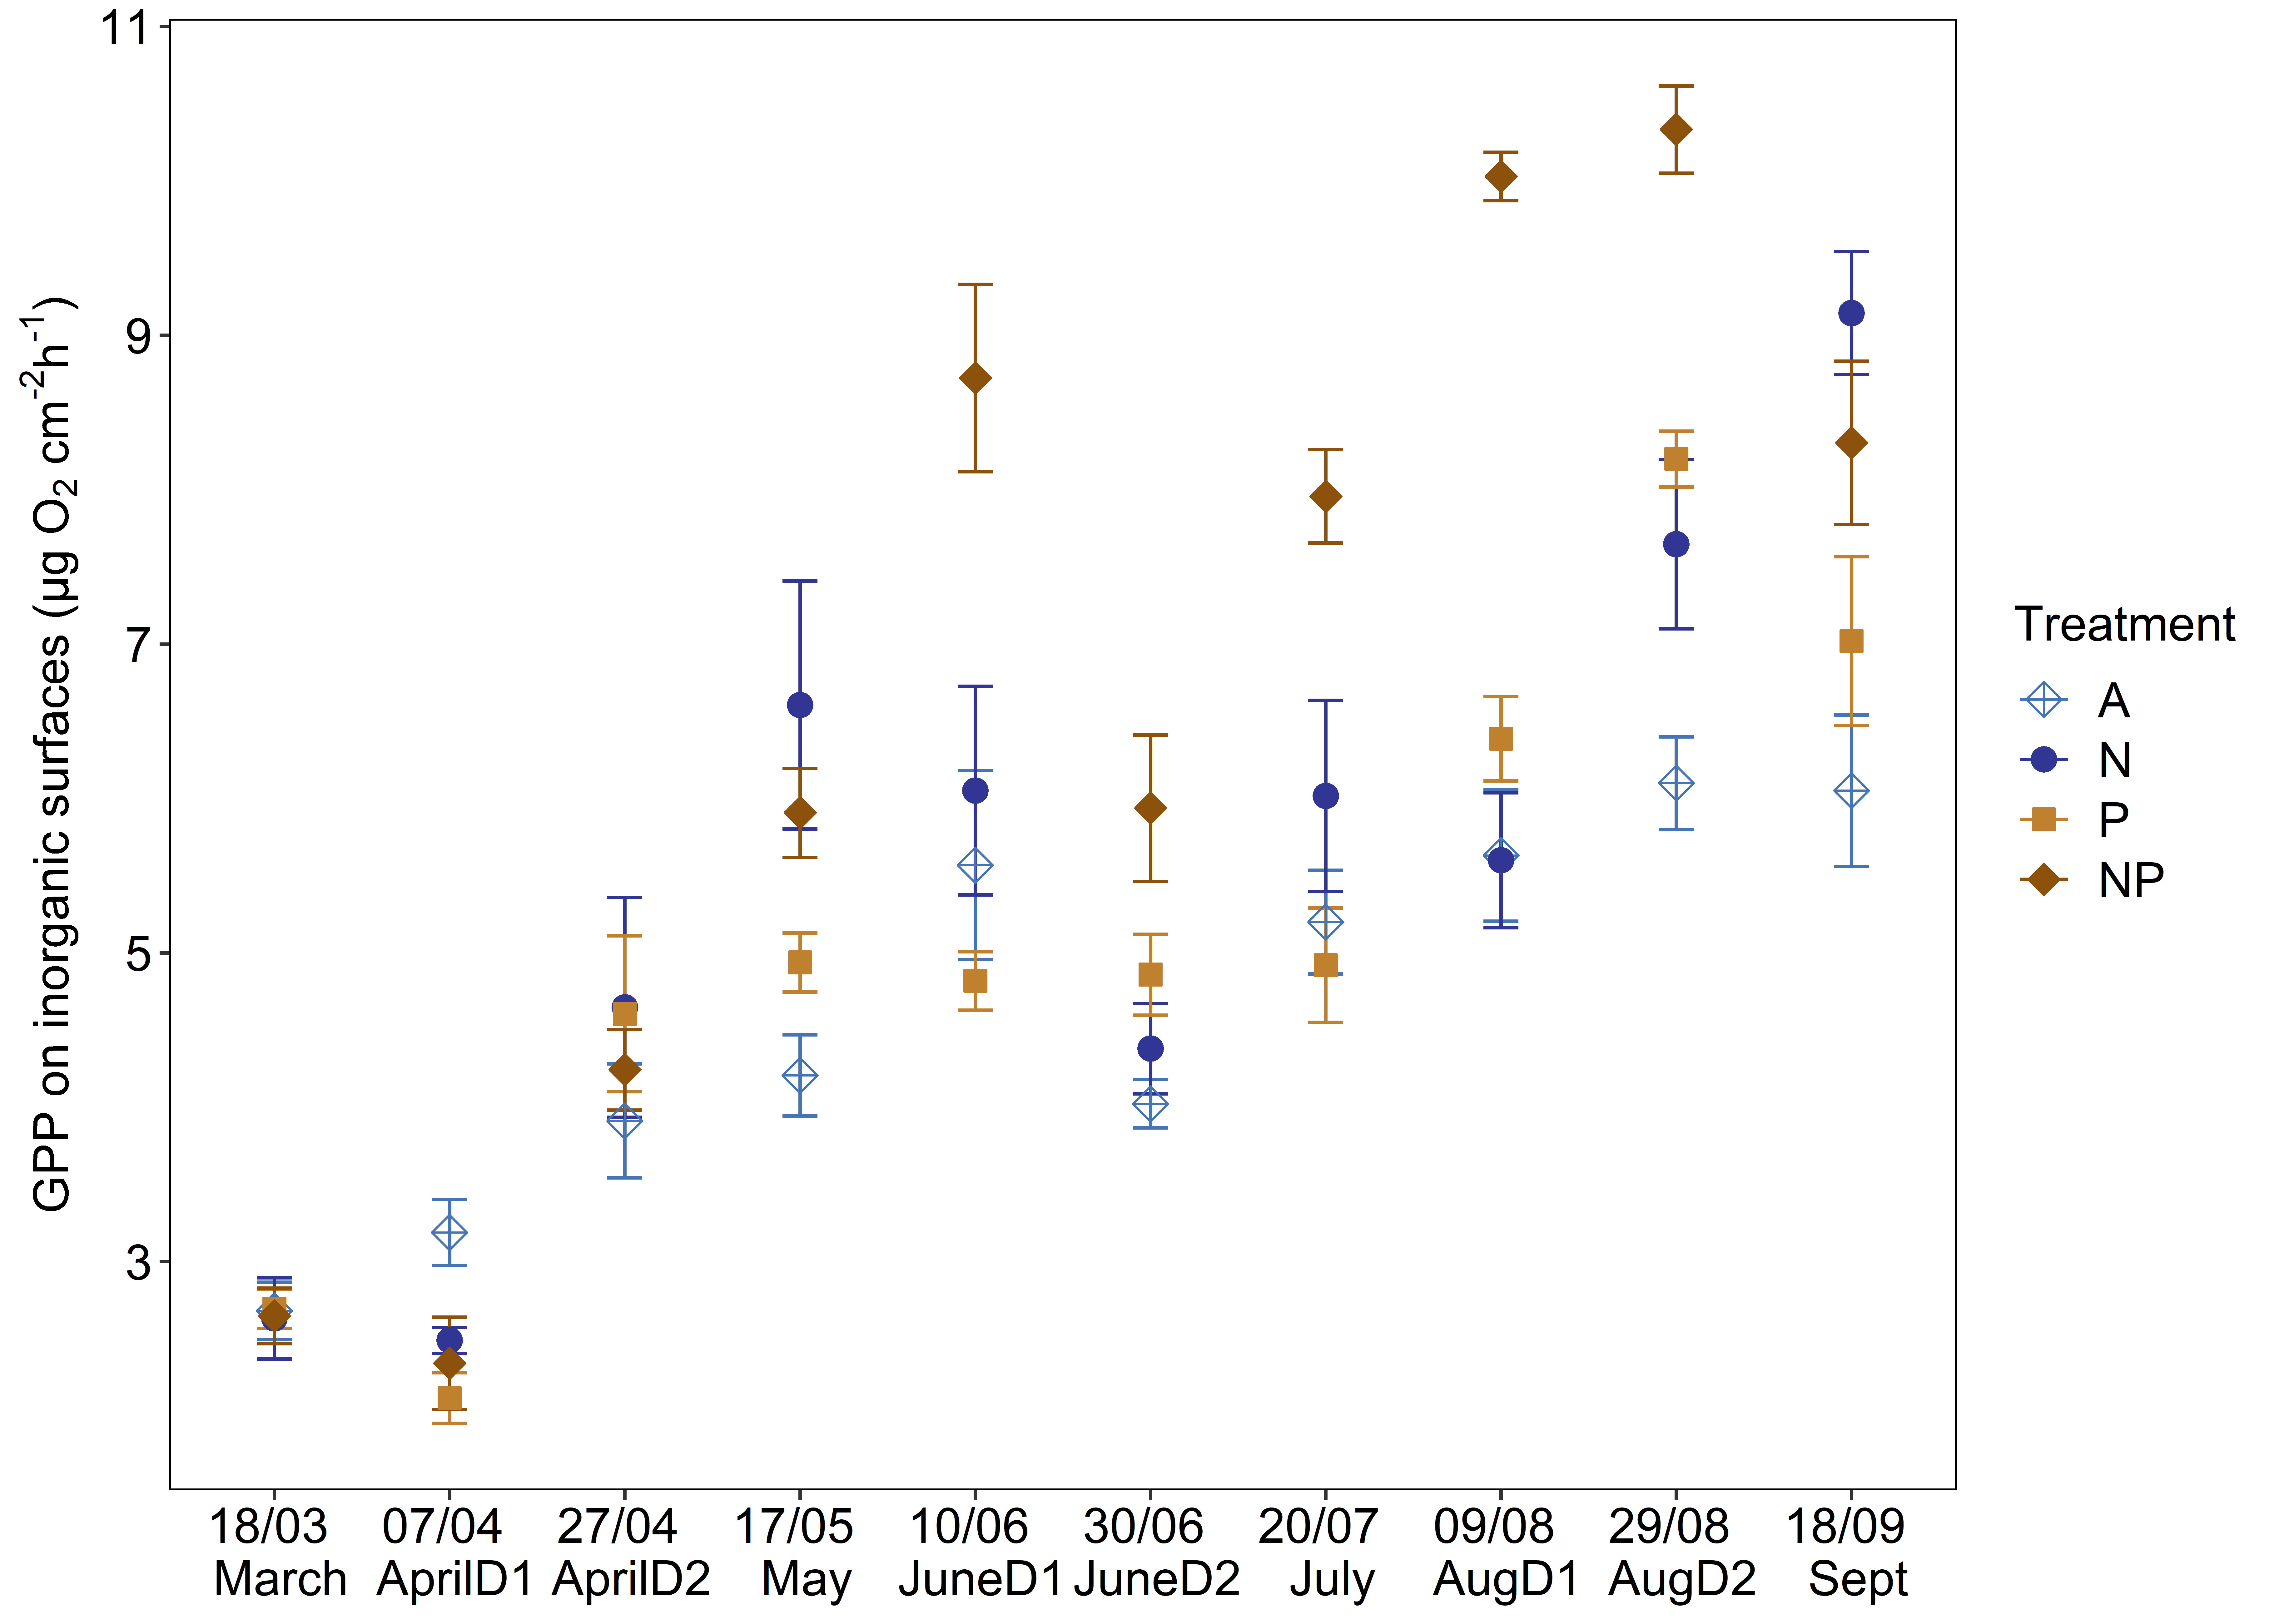 GPP on inorganic surfaces (µg O₂ cm⁻²h⁻¹)
11
9
7
5
3
18/03 07/04 27/04 17/05 10/06 30/06 20/07 09/08 29/08 18/09
March AprilD1 AprilD2 May JuneD1 JuneD2 July AugD1 AugD2 Sept
Treatment
A
N
P
NP